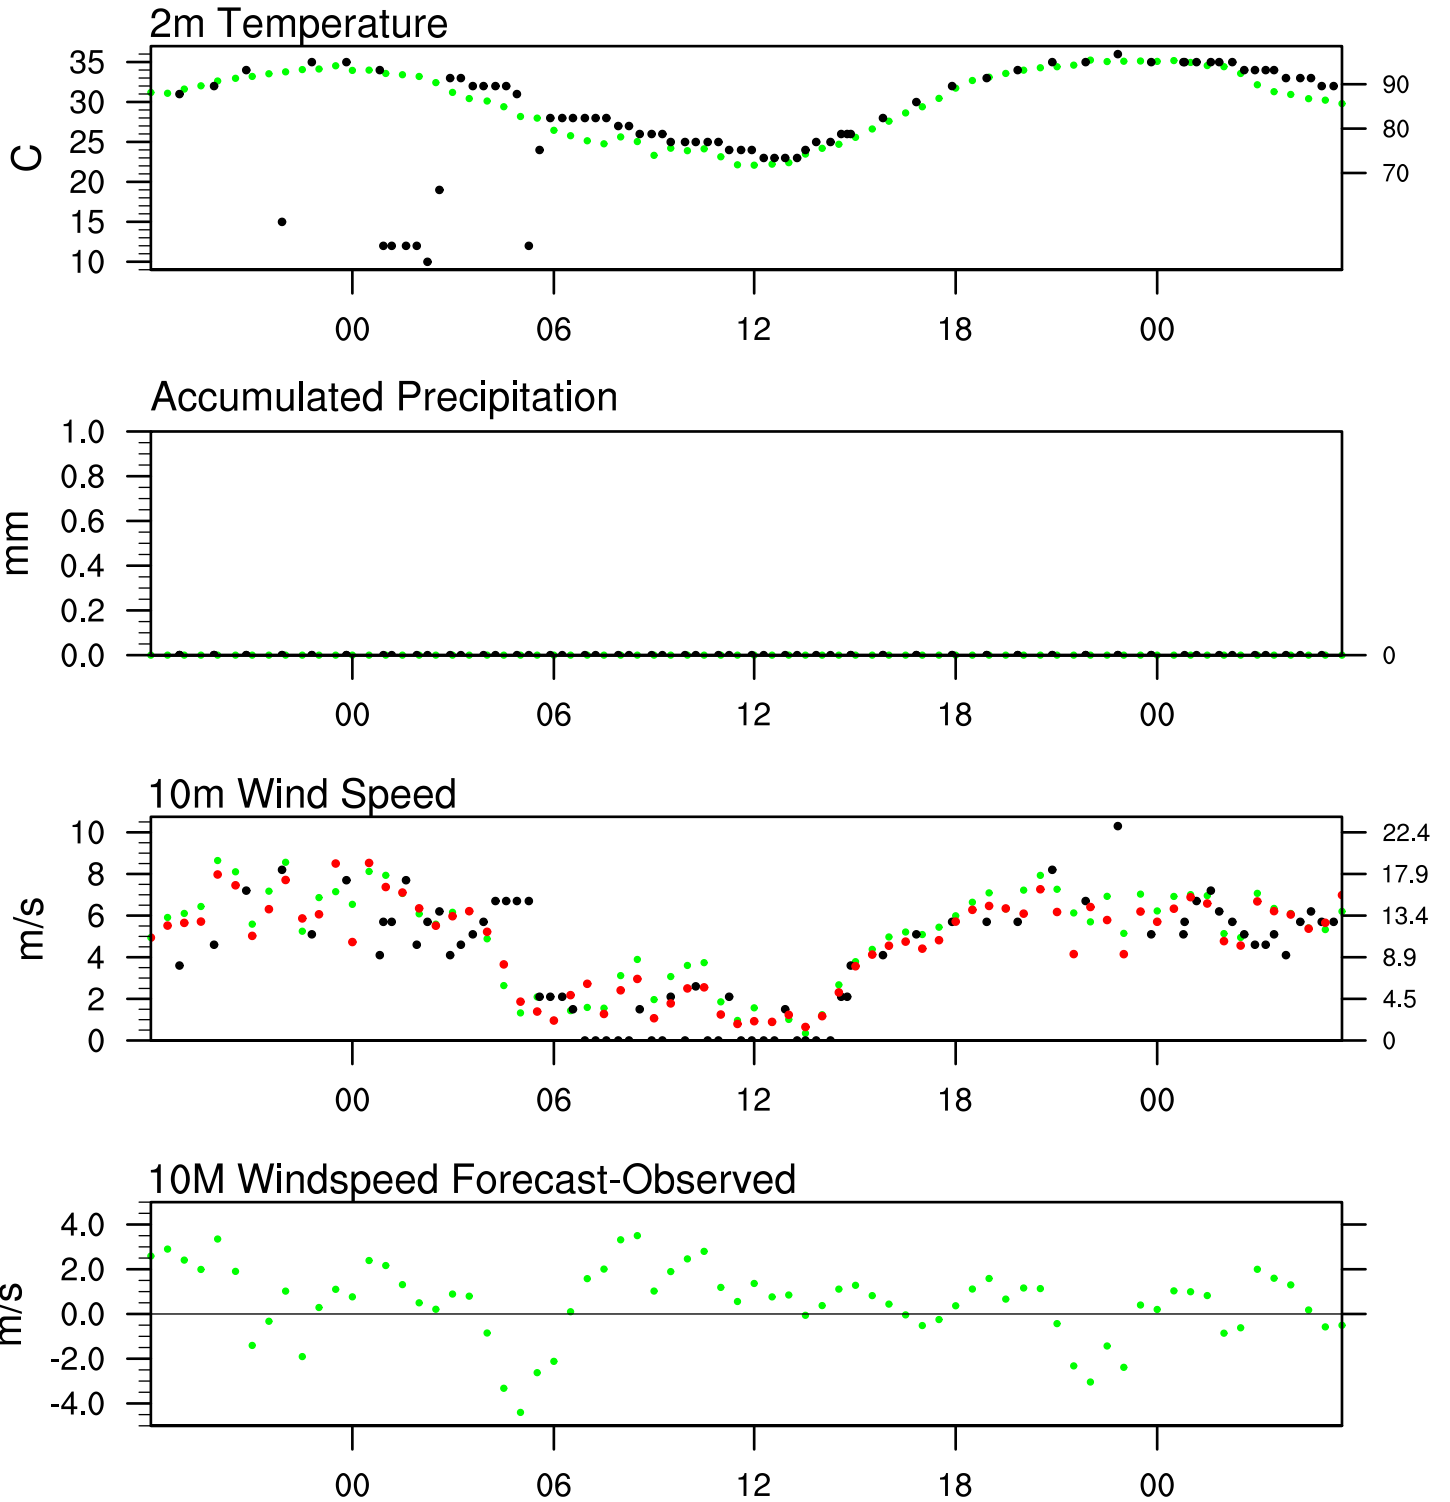 2m Temperature
35
30
25
20
15
10
C
90
80
70
00 06 12 18 00
Accumulated Precipitation
1.0
0.8
0.6
0.4
0.2
0.0
mm
0
00 06 12 18 00
10m Wind Speed
10
8
6
4
2
0
m/s
22.4
17.9
13.4
8.9
4.5
0
00 06 12 18 00
10M Windspeed Forecast-Observed
4.0
2.0
0.0
-2.0
-4.0
m/s
00 06 12 18 00